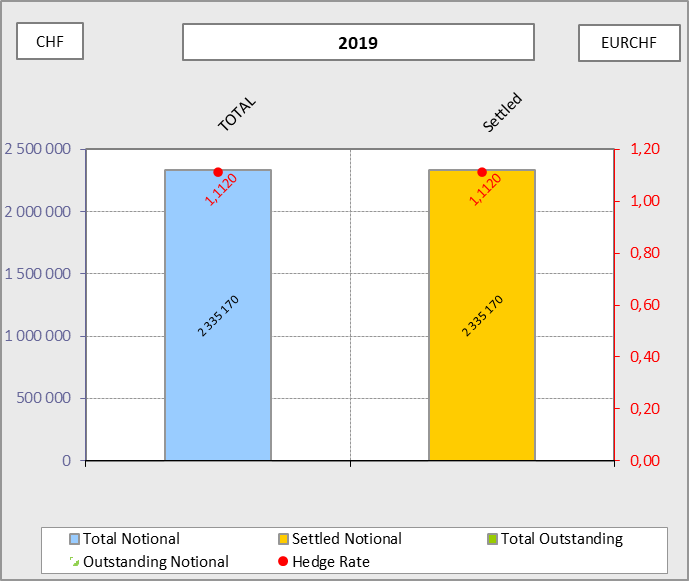 CHF 2019 EURCHF
TOTAL Settled
2 500 000 1,20
1,1120 1,1120
2 000 000 1,00
1 500 000 0,80
2 335 170 2 335 170
0,60
1 000 000 0,40
500 000 0,20
0 0,00
Total Notional Settled Notional Total Outstanding
Outstanding Notional Hedge Rate